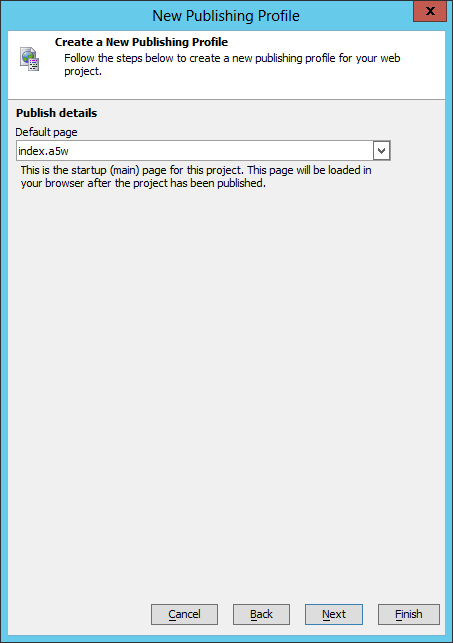 New Publishing Profile
x
Create a New Publishing Profile
Follow the steps below to create a new publishing profile for your web
project.
Publish details
Default page
index.a5w
This is the startup (main) page for this project. This page will be loaded in
your browser after the project has been published.
Cancel Back Next Finish